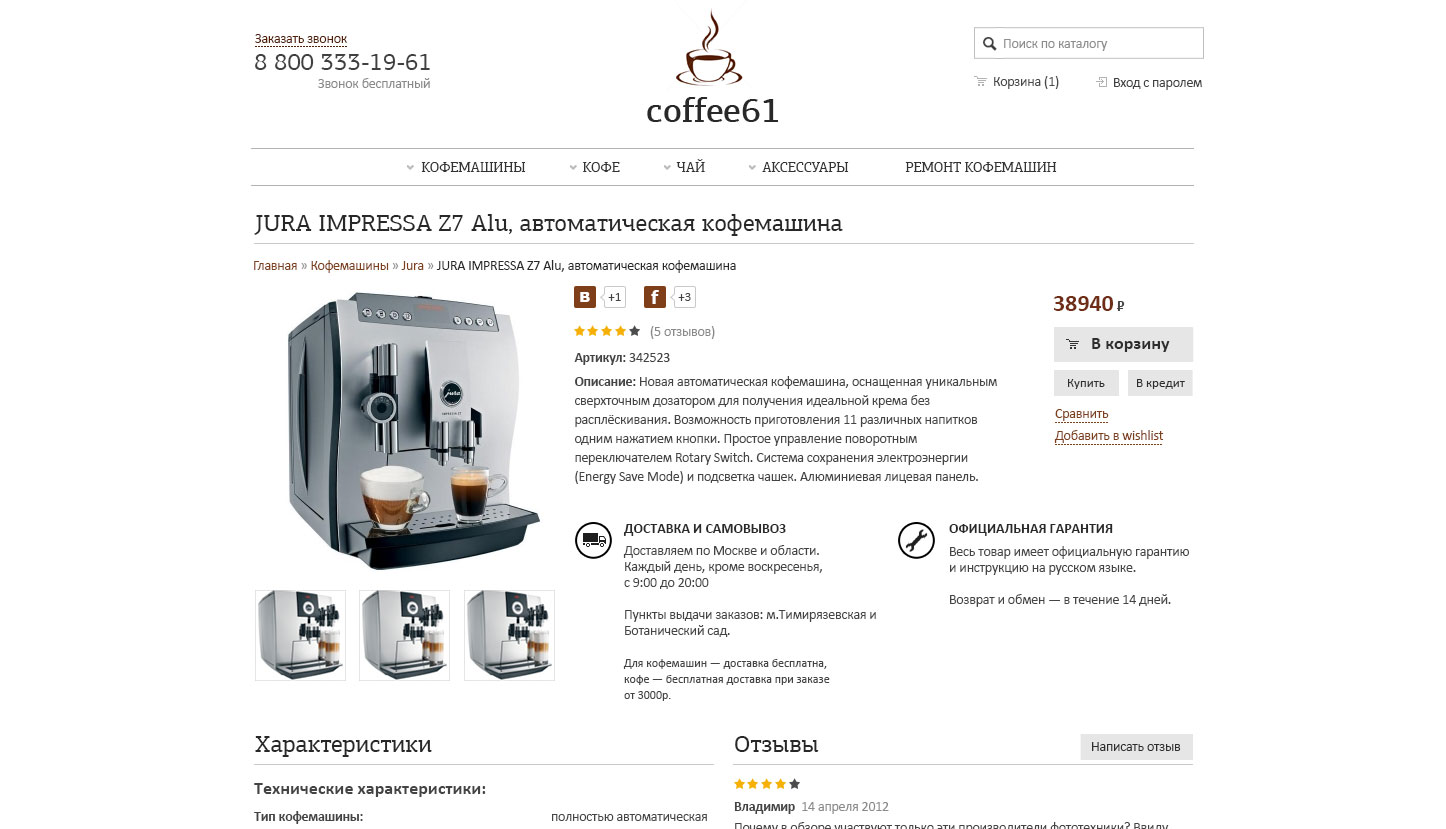 Заказать звонок
8 800 333-19-61
Звонок бесплатный
coffee61
Поиск по каталогу
Корзина (1)
Вход с паролем
КОФЕМАШИНЫ КОФЕ ЧАЙ АКСЕССУАРЫ РЕМОНТ КОФЕМАШИН
JURA IMPRESSA Z7 Alu, автоматическая кофемашина
Главная » Кофемашины » Jura » JURA IMPRESSA Z7 Alu, автоматическая кофемашина
jura
IMPRESSA Z7
B +1 f +3
(5 отзывов)
Артикул: 342523
Описание: Новая автоматическая кофемашина, оснащенная уникальным
сверхточным дозатором для получения идеальной крема без
расплёскивания. Возможность приготовления 11 различных напитков
одним нажатием кнопки. Простое управление поворотным
переключателем Rotary Switch. Система сохранения электроэнергии
(Energy Save Mode) и подсветка чашек. Алюминиевая лицевая панель.
38940 ₽
В корзину
Купить В кредит
Сравнить
Добавить в wishlist
ДОСТАВКА И САМОВЫВОЗ
Доставляем по Москве и области.
Каждый день, кроме воскресенья,
с 9:00 до 20:00
Пункты выдачи заказов: м.Тимирязевская и
Ботанический сад.
Для кофемашин — доставка бесплатна,
кофе — бесплатная доставка при заказе
от 3000р.
ОФИЦИАЛЬНАЯ ГАРАНТИЯ
Весь товар имеет официальную гарантию
и инструкцию на русском языке.
Возврат и обмен — в течение 14 дней.
Характеристики
Технические характеристики:
Тип кофемашины: полностью автоматическая
Отзывы
Написать отзыв
Владимир 14 апреля 2012
Почему в обзоре участвуют только эти производители фототехники? Ввиду